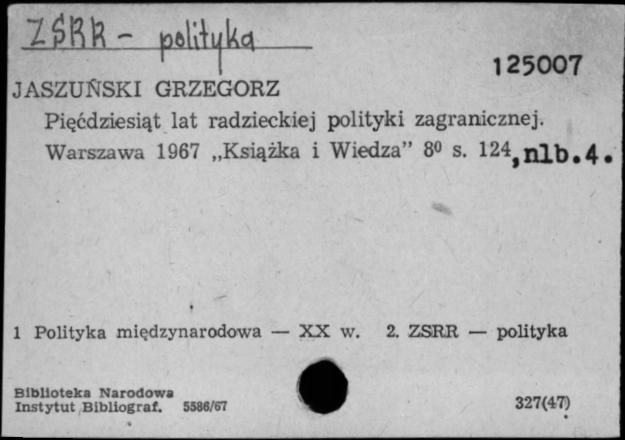 ZSRR - polityka
125007
JASZUŃSKI GRZEGORZ
Pięćdziesiąt lat radzieckiej polityki zagranicznej.
Warszawa 1967 „Książka i Wiedza” 8⁰ s. 124, nlb.4.
1 Polityka międzynarodowa — XX w. 2. ZSRR — polityka
Biblioteka Narodowa
Instytut Bibliograf. 5586/67
327(47)